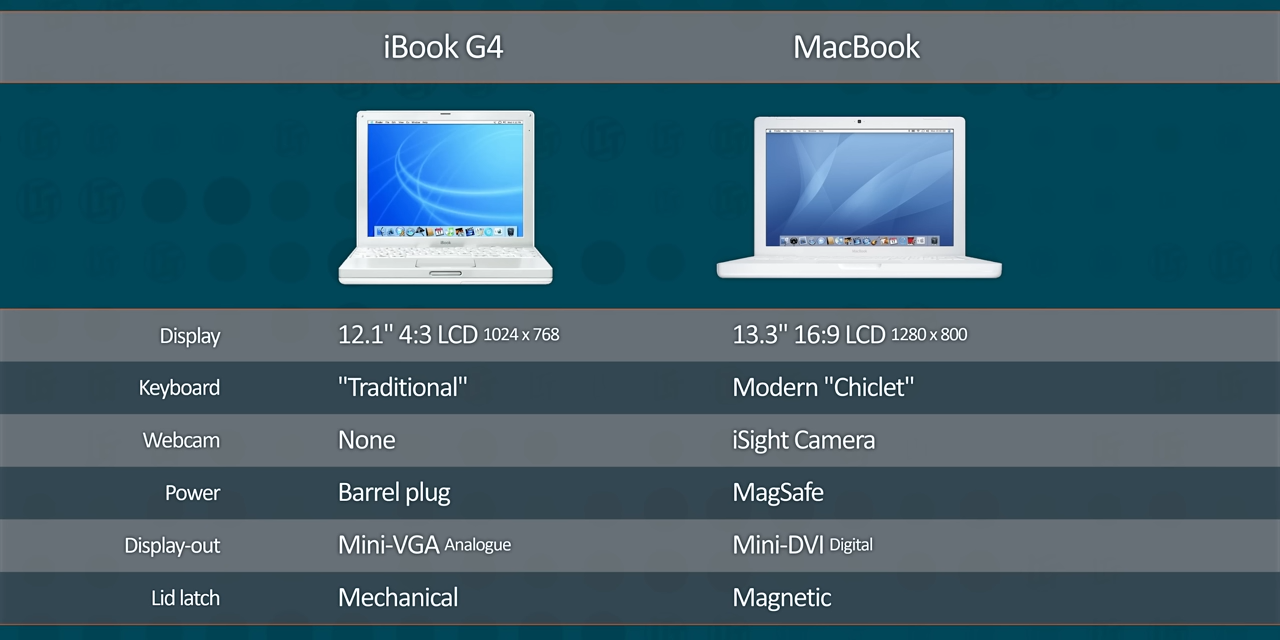 iBook G4 MacBook
Display 12.1" 4:3 LCD 1024 x 768 13.3" 16:9 LCD 1280 x 800
Keyboard "Traditional" Modern "Chiclet"
Webcam None iSight Camera
Power Barrel plug MagSafe
Display-out Mini-VGA Analogue Mini-DVI Digital
Lid latch Mechanical Magnetic